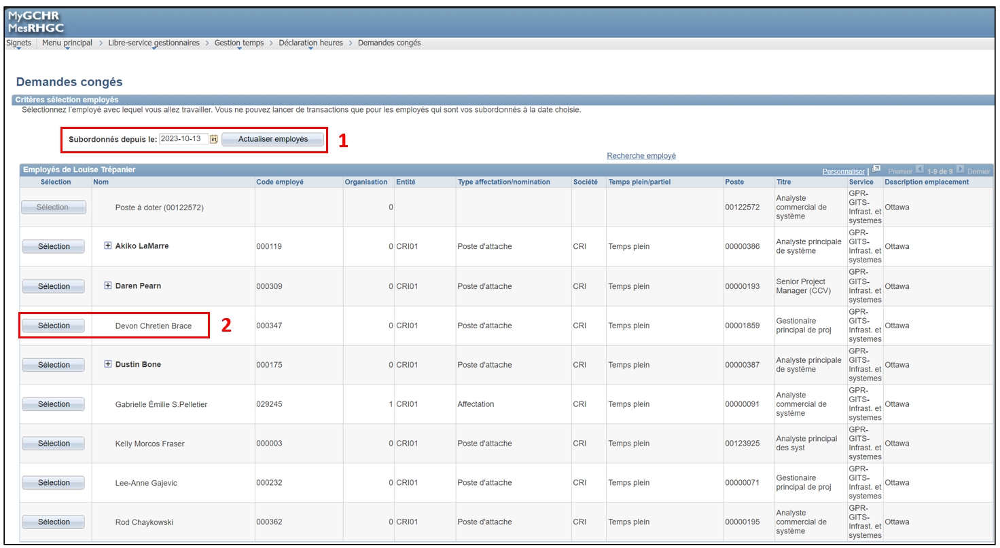 MyGCHR
MesRHGC
Signets Menu principal > Libre-service gestionnaires > Gestion temps > Déclaration heures > Demandes congés
Demandes congés
Critères sélection employés
Sélectionnez l'employé avec lequel vous allez travailler. Vous ne pouvez lancer de transactions que pour les employés qui sont vos subordonnés à la date choisie.
Subordonnés depuis le: 2023-10-13 31 Actualiser employés 1
Recherche employé
Employés de Louise Trépanier Personnaliser | Premier 1-9 de 9 Dernier
Sélection Nom Code employé Organisation Entité Type affectation/nomination Société Temps plein/partiel Poste Titre Service Description emplacement
Sélection Poste à doter (00122572) 0 00122572 Analyste commercial de système GPR-GITS-Infrast. et systemes Ottawa
Sélection Akiko LaMarre 000119 0 CRI01 Poste d'attache CRI Temps plein 00000386 Analyste principale de système GPR-GITS-Infrast. et systemes Ottawa
Sélection Daren Pearn 000309 0 CRI01 Poste d'attache CRI Temps plein 00000193 Senior Project Manager (CCV) GPR-GITS-Infrast. et systemes Ottawa
Sélection Devon Chretien Brace 2 000347 0 CRI01 Poste d'attache CRI Temps plein 00001859 Gestionaire principal de proj GPR-GITS-Infrast. et systemes Ottawa
Sélection Dustin Bone 000175 0 CRI01 Poste d'attache CRI Temps plein 00000387 Analyste principale de système GPR-GITS-Infrast. et systemes Ottawa
Sélection Gabrielle Émilie S.Pelletier 029245 1 CRI01 Affectation CRI Temps plein 00000091 Analyste commercial de système GPR-GITS-Infrast. et systemes Ottawa
Sélection Kelly Morcos Fraser 000003 0 CRI01 Poste d'attache CRI Temps plein 00123925 Analyste principal des syst GPR-GITS-Infrast. et systemes Ottawa
Sélection Lee-Anne Gajevic 000232 0 CRI01 Poste d'attache CRI Temps plein 00000071 Gestionaire principal de proj GPR-GITS-Infrast. et systemes Ottawa
Sélection Rod Chaykowski 000362 0 CRI01 Poste d'attache CRI Temps plein 00000195 Analyste commercial de système GPR-GITS-Infrast. et systemes Ottawa